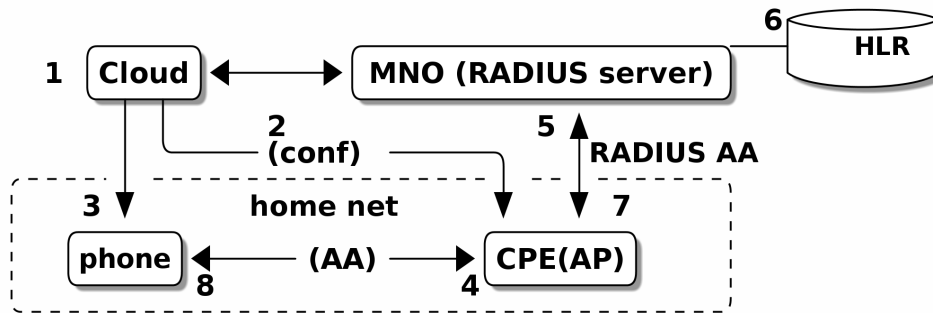 6
HLR
1
Cloud
MNO (RADIUS server)
2
(conf)
5
RADIUS AA
3
home net
7
phone
(AA)
CPE(AP)
8
4